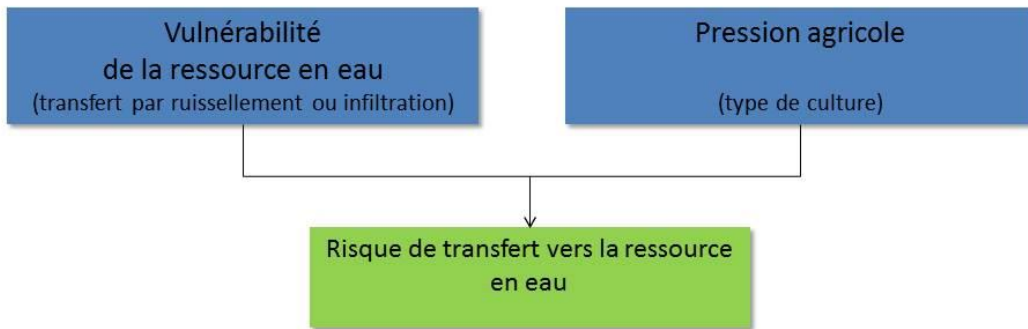 Vulnérabilité
de la ressource en eau
(transfert par ruissellement ou infiltration)
Pression agricole
(type de culture)
Risque de transfert vers la ressource
en eau